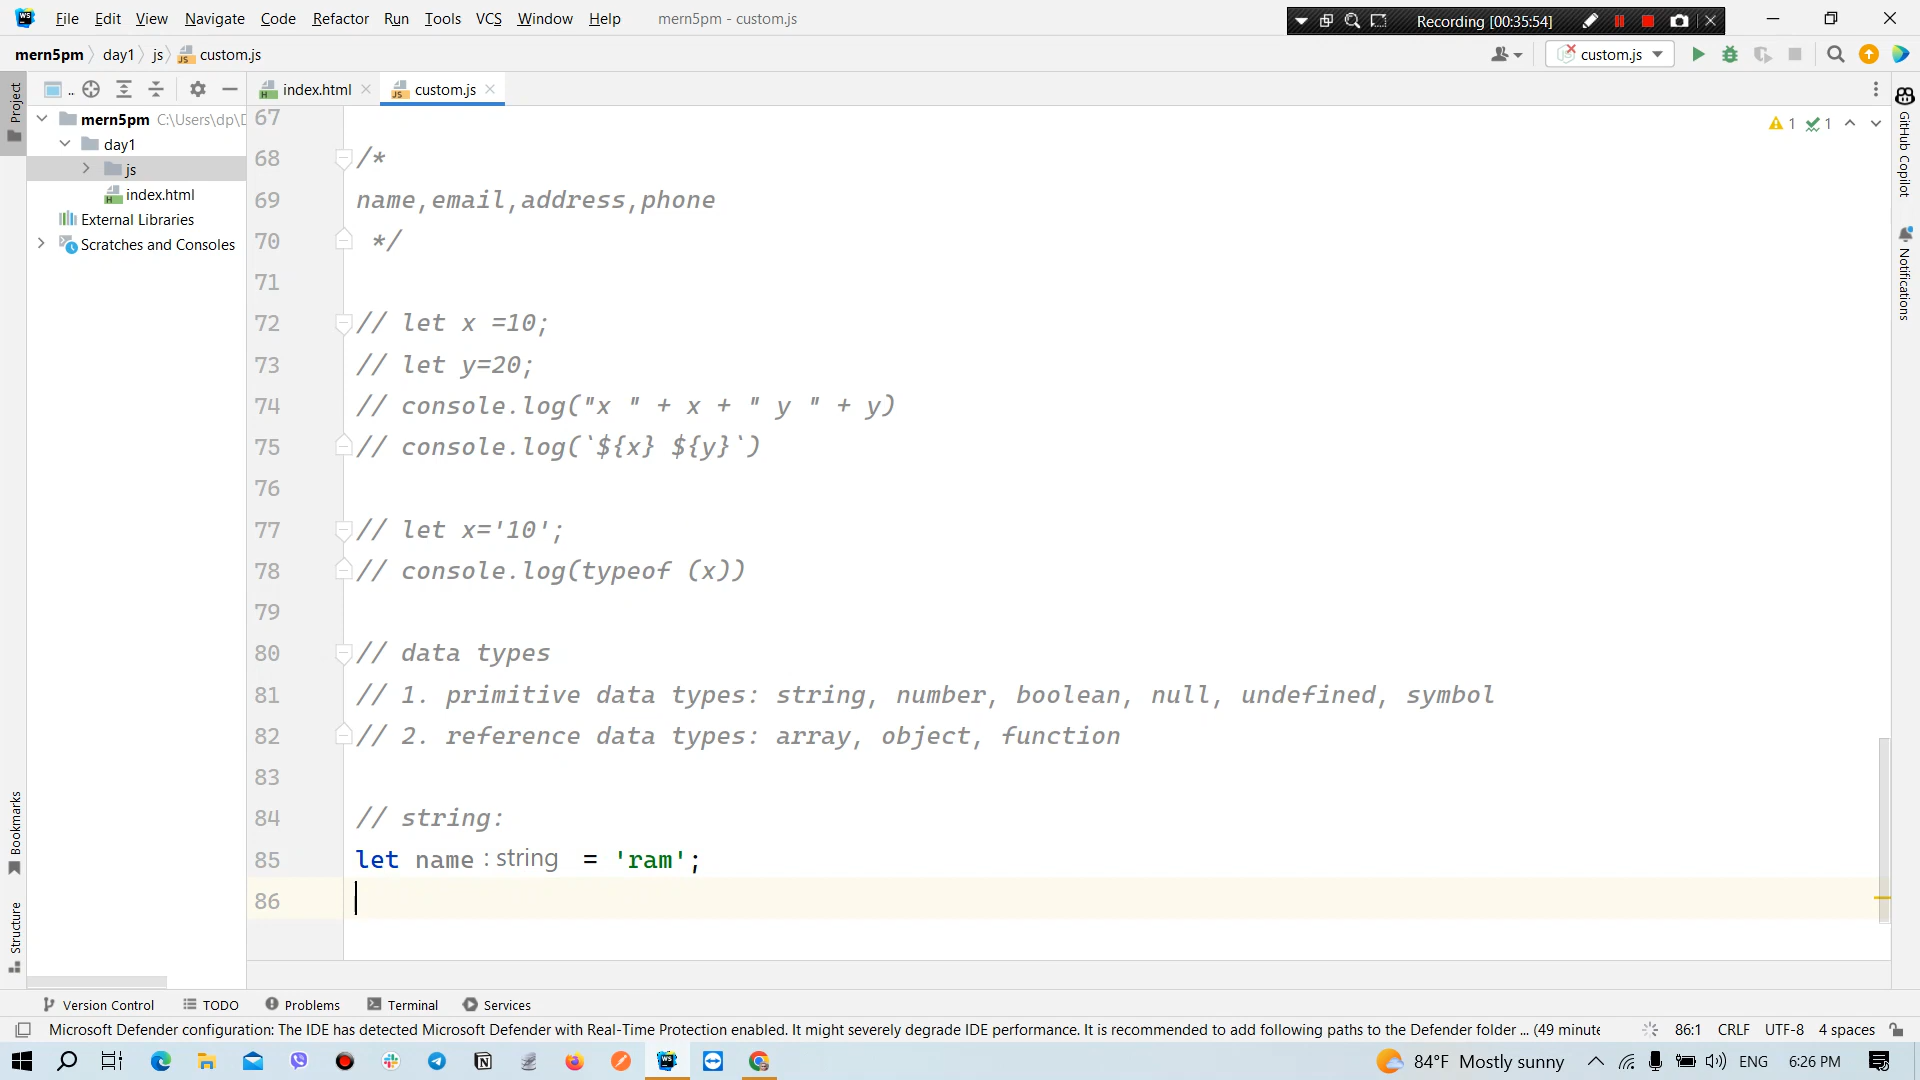 File Edit View Navigate Code Refactor Run Tools VCS Window Help mern5pm - custom.js
Recording [00:35:54]
mern5pm day1 js custom.js
custom.js
index.html custom.js
Project
mern5pm C:\Users\dp\D
day1
js
index.html
External Libraries
Scratches and Consoles
1 1
GitHub Copilot
Notifications
67
68 /*
69 name,email,address,phone
70 */
71
72 // let x =10;
73 // let y=20;
74 // console.log("x " + x + " y " + y)
75 // console.log(`${x} ${y}`)
76
77 // let x='10';
78 // console.log(typeof (x))
79
80 // data types
81 // 1. primitive data types: string, number, boolean, null, undefined, symbol
82 // 2. reference data types: array, object, function
83
84 // string:
85 let name : string = 'ram';
86
Bookmarks
Structure
Version Control TODO Problems Terminal Services
Microsoft Defender configuration: The IDE has detected Microsoft Defender with Real-Time Protection enabled. It might severely degrade IDE performance. It is recommended to add following paths to the Defender folder ... (49 minute 86:1 CRLF UTF-8 4 spaces
84°F Mostly sunny ENG 6:26 PM